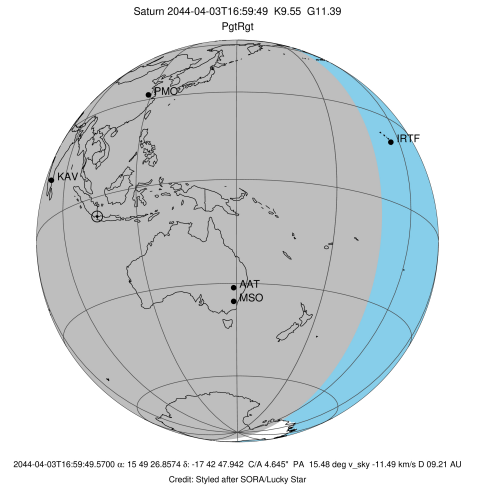 Saturn 2044-04-03T16:59:49 K9.55 G11.39
PgtRgt
PMO
IRTF
KAV
AAT
MSO
2044-04-03T16:59:49.5700 α: 15 49 26.8574 δ: -17 42 47.942 C/A 4.645" PA 15.48 deg v_sky -11.49 km/s D 09.21 AU
Credit: Styled after SORA/Lucky Star